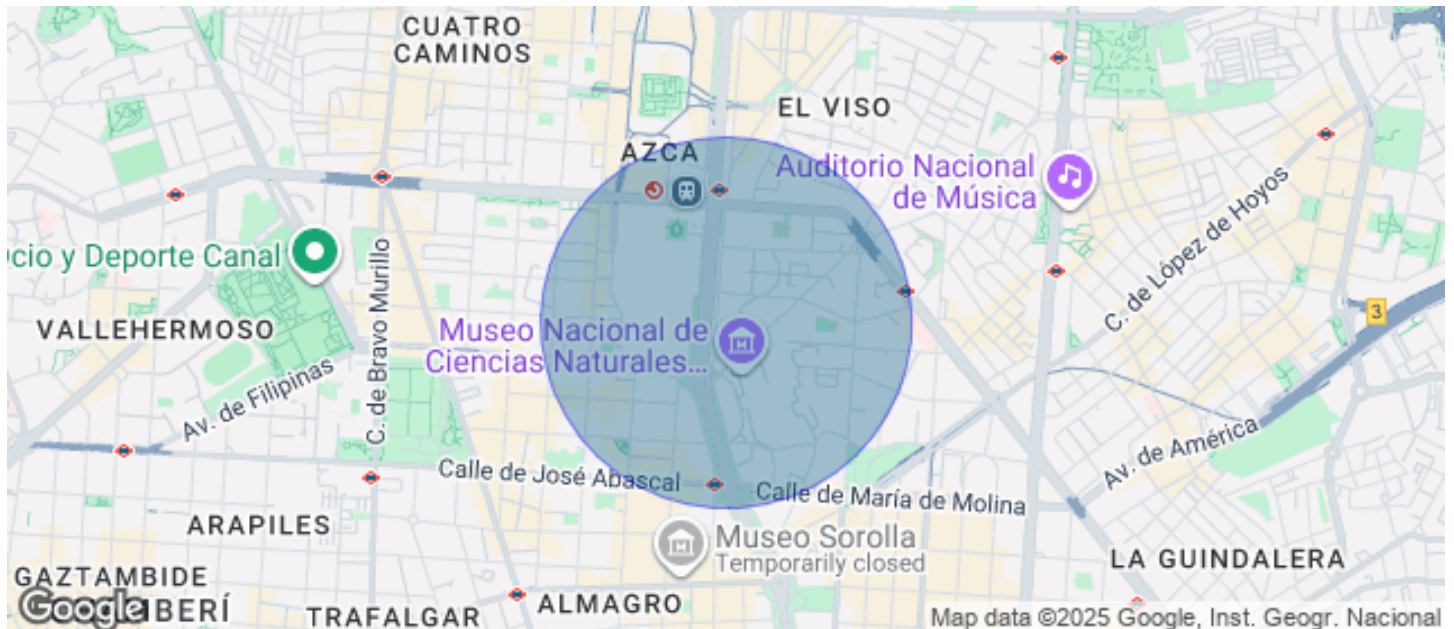 CUATRO
CAMINOS
EL VISO
AZCA
Auditorio Nacional
de Música
C. de López de Hoyos
Ocio y Deporte Canal
C. de Bravo Murillo
VALLEHERMOSO
Museo Nacional de
Ciencias Naturales...
3
Av. de Filipinas
Av. de América
Calle de José Abascal
Calle de María de Molina
ARAPILES
Museo Sorolla
Temporarily closed
LA GUINDALERA
GAZTAMBIDE
Google
IBERÍ
TRAFALGAR
ALMAGRO
Map data ©2025 Google, Inst. Geogr. Nacional